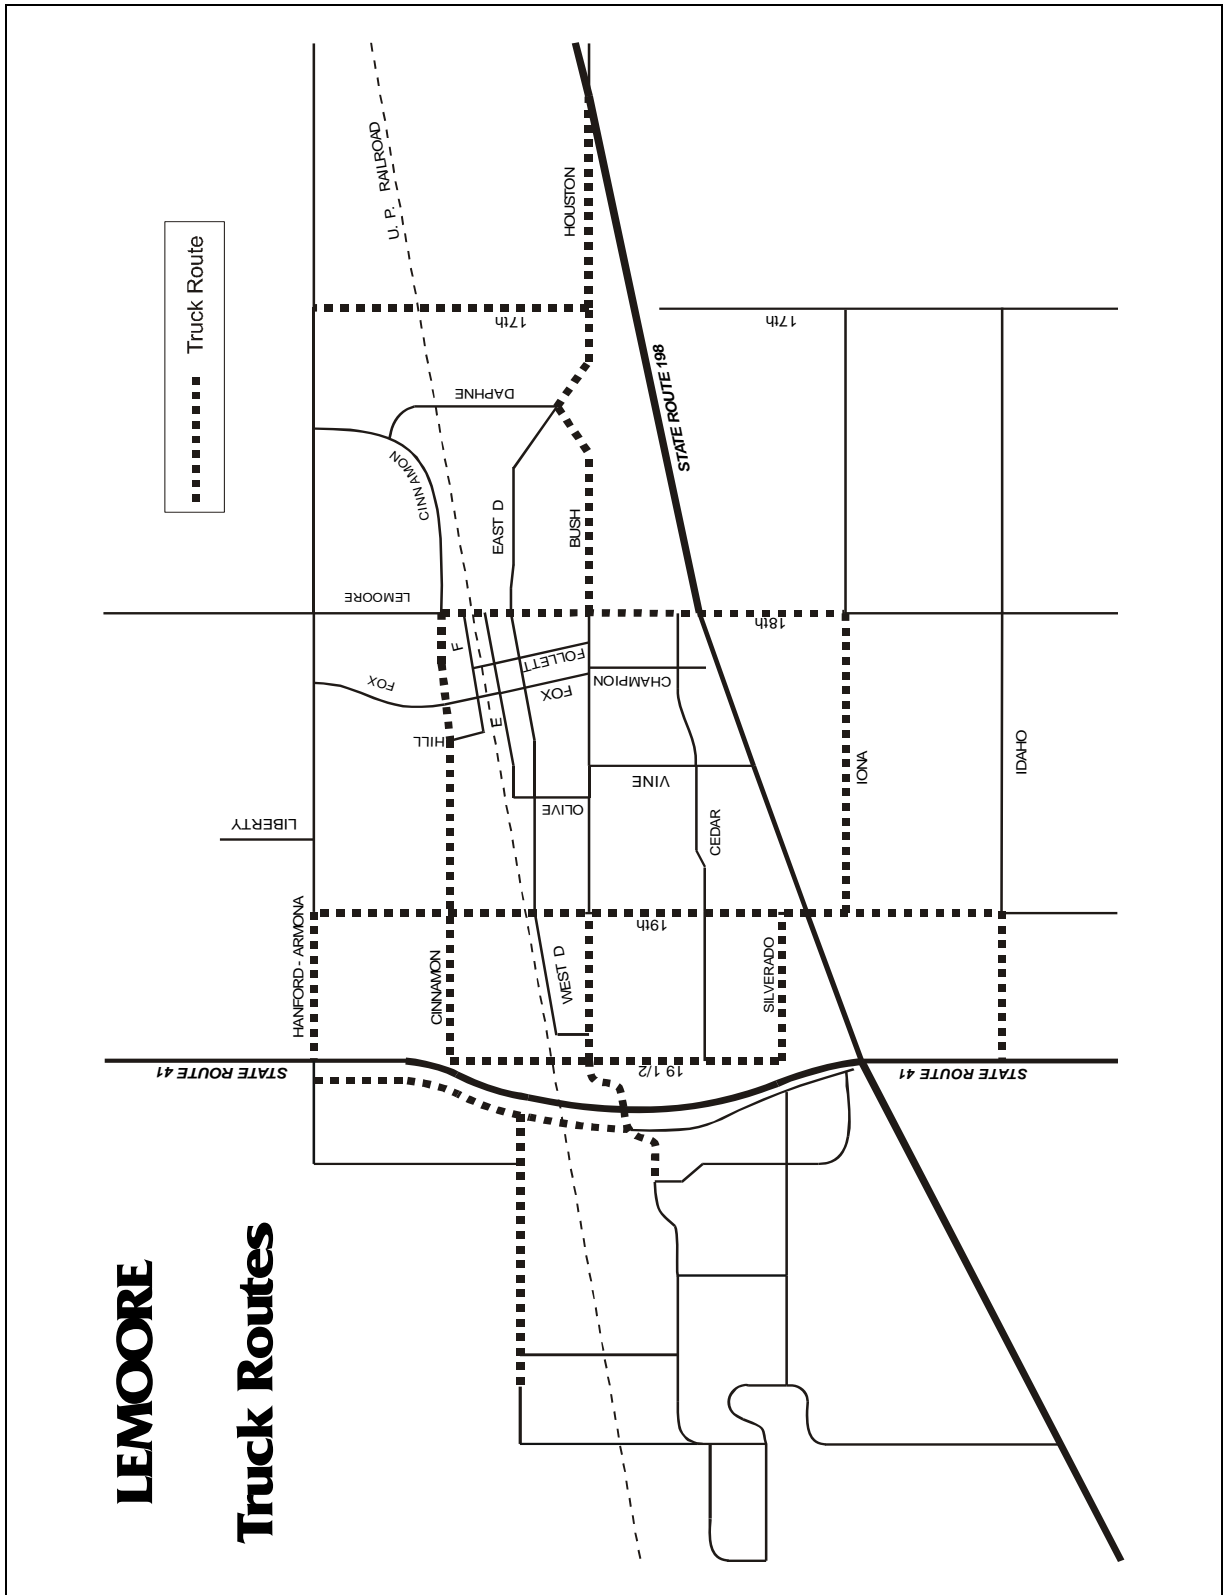 LEMOORE
Truck Routes
Truck Route
U. P. RAILROAD
HOUSTON
17th
17th
STATE ROUTE 198
DAPHNE
CINNAMON
EAST D
BUSH
LEMOORE
18th
F
FOLLETT
FOX
FOX
CHAMPION
HILL
E
VINE
IONA
IDAHO
OLIVE
LIBERTY
CEDAR
HANFORD - ARMONA
19th
CINNAMON
WEST D
SILVERADO
STATE ROUTE 41
19 1/2
STATE ROUTE 41